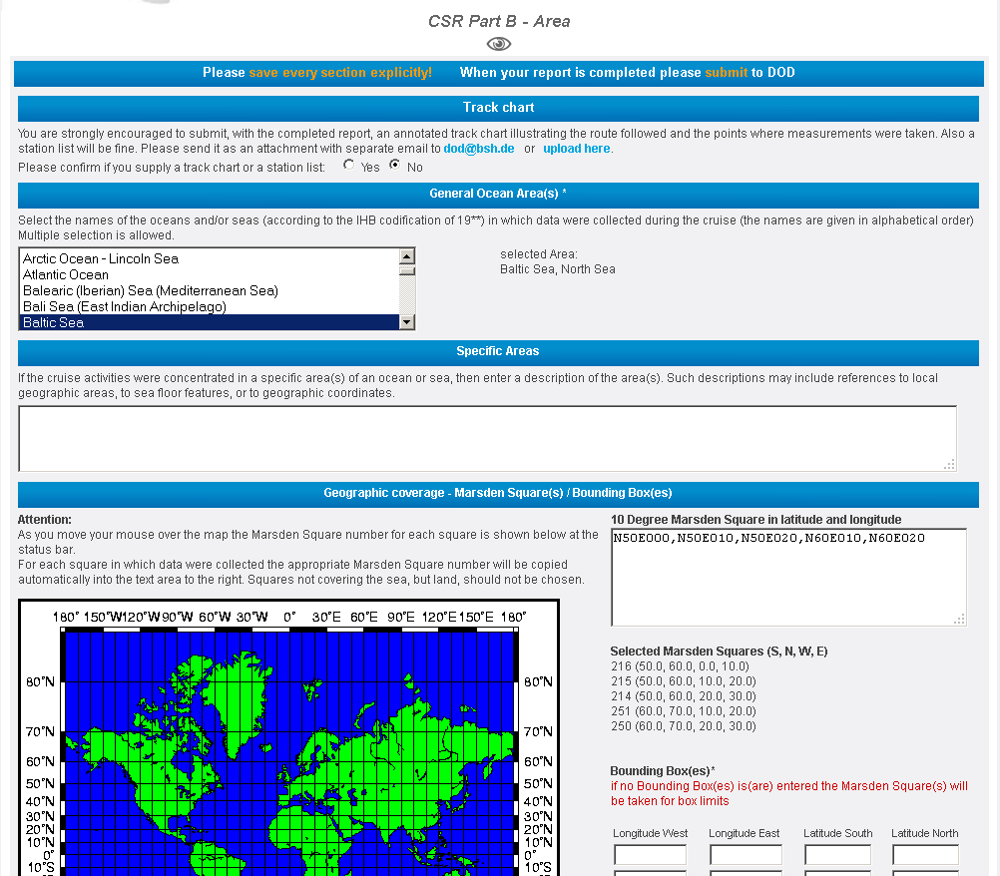 CSR Part B - Area
Please save every section explicitly! When your report is completed please submit to DOD
Track chart
You are strongly encouraged to submit, with the completed report, an annotated track chart illustrating the route followed and the points where measurements were taken. Also a
station list will be fine. Please send it as an attachment with separate email to dod@bsh.de or upload here.
Please confirm if you supply a track chart or a station list: Yes No
General Ocean Area(s) *
Select the names of the oceans and/or seas (according to the IHB codification of 19**) in which data were collected during the cruise (the names are given in alphabetical order)
Multiple selection is allowed.
Arctic Ocean - Lincoln Sea
Atlantic Ocean
Balearic (Iberian) Sea (Mediterranean Sea)
Bali Sea (East Indian Archipelago)
Baltic Sea
selected Area:
Baltic Sea, North Sea
Specific Areas
If the cruise activities were concentrated in a specific area(s) of an ocean or sea, then enter a description of the area(s). Such descriptions may include references to local
geographic areas, to sea floor features, or to geographic coordinates.
Geographic coverage - Marsden Square(s) / Bounding Box(es)
Attention:
As you move your mouse over the map the Marsden Square number for each square is shown below at the
status bar.
For each square in which data were collected the appropriate Marsden Square number will be copied
automatically into the text area to the right. Squares not covering the sea, but land, should not be chosen.
180° 150°W 120°W 90°W 60°W 30°W 0° 30°E 60°E 90°E 120°E 150°E 180°
80°N 80°N
70°N 70°N
60°N 60°N
50°N 50°N
40°N 40°N
30°N 30°N
20°N 20°N
10°N 10°N
0° 0°
10°S 10°S
10 Degree Marsden Square in latitude and longitude
N50E000,N50E010,N50E020,N60E010,N60E020
Selected Marsden Squares (S, N, W, E)
216 (50.0, 60.0, 0.0, 10.0)
215 (50.0, 60.0, 10.0, 20.0)
214 (50.0, 60.0, 20.0, 30.0)
251 (60.0, 70.0, 10.0, 20.0)
250 (60.0, 70.0, 20.0, 30.0)
Bounding Box(es)*
if no Bounding Box(es) is(are) entered the Marsden Square(s) will
be taken for box limits
Longitude West Longitude East Latitude South Latitude North